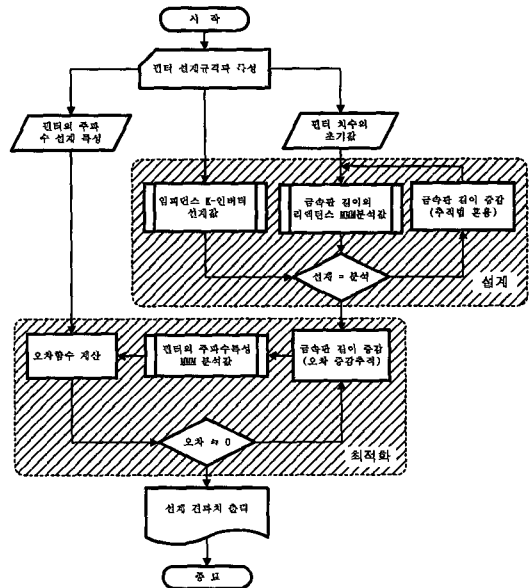 시 작
필터 설계규격과 특성
필터의 주파
수 설계 특성
필터 치수의
초기값
임피던스 K-인버터
설계값
금속판 길이의
리액턴스 MMM분석값
금속판 길이 증감
(추적법 혼용)
설계 = 분석
설계
오차함수 계산
필터의 주파수특성
MMM 분석값
금속판 길이 증감
(오차 증감추적)
오차 ≒ 0
최적화
설계 결과치 출력
종 료